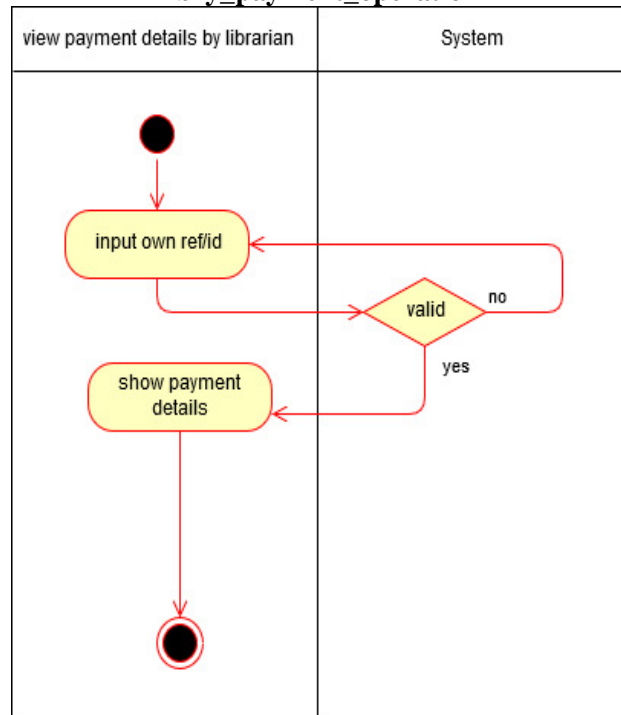 view payment details by librarian
System
input own ref/id
valid
no
yes
show payment
details